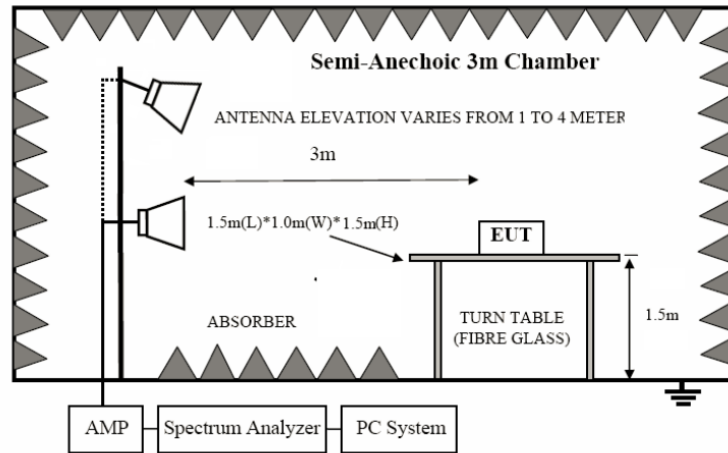 Semi-Anechoic 3m Chamber
ANTENNA ELEVATION VARIES FROM 1 TO 4 METER
3m
1.5m(L)*1.0m(W)*1.5m(H)
EUT
1.5m
ABSORBER
TURN TABLE
(FIBRE GLASS)
AMP
Spectrum Analyzer
PC System